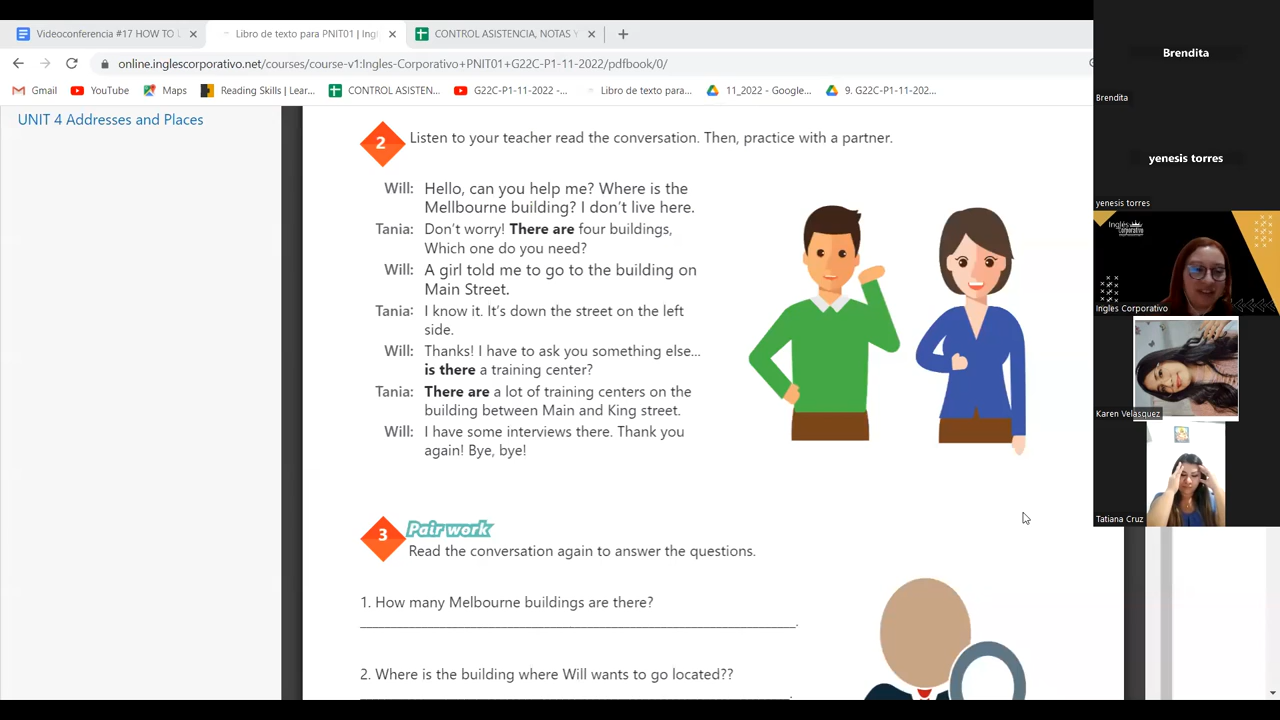 Videoconferencia #17 HOW TO
Libro de texto para PNIT01 | Ingl
CONTROL ASISTENCIA, NOTAS
online.inglescorporativo.net/courses/course-v1:Ingles-Corporativo+PNIT01+G22C-P1-11-2022/pdfbook/0/
Gmail
YouTube
Maps
Reading Skills | Lear...
CONTROL ASISTEN...
G22C-P1-11-2022 -...
Libro de texto para...
11_2022 – Google...
9. G22C-P1-11-202...
UNIT 4 Addresses and Places
2 Listen to your teacher read the conversation. Then, practice with a partner.
Will: Hello, can you help me? Where is the
Mellbourne building? I don't live here.
Tania: Don't worry! There are four buildings,
Which one do you need?
Will: A girl told me to go to the building on
Main Street.
Tania: I know it. It's down the street on the left
side.
Will: Thanks! I have to ask you something else...
is there a training center?
Tania: There are a lot of training centers on the
building between Main and King street.
Will: I have some interviews there. Thank you
again! Bye, bye!
3 Pair work
Read the conversation again to answer the questions.
1. How many Melbourne buildings are there?
2. Where is the building where Will wants to go located??
Brendita
Brendita
yenesis torres
yenesis torres
Inglés
Corporativo
Ingles Corporativo
Karen Velasquez
Tatiana Cruz